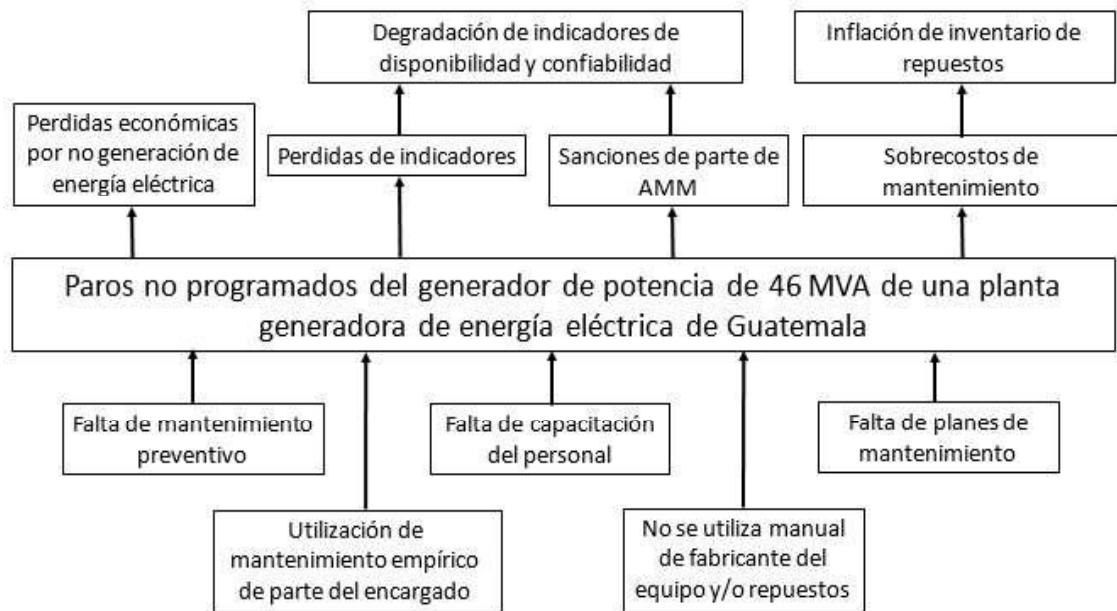 Degradación de indicadores de
disponibilidad y confiabilidad
Inflación de inventario de
repuestos
Perdidas económicas
por no generación de
energía eléctrica
Perdidas de indicadores
Sanciones de parte de
AMM
Sobrecostos de
mantenimiento
Paros no programados del generador de potencia de 46 MVA de una planta
generadora de energía eléctrica de Guatemala
Falta de mantenimiento
preventivo
Falta de capacitación
del personal
Falta de planes de
mantenimiento
Utilización de
mantenimiento empírico
de parte del encargado
No se utiliza manual
de fabricante del
equipo y/o repuestos